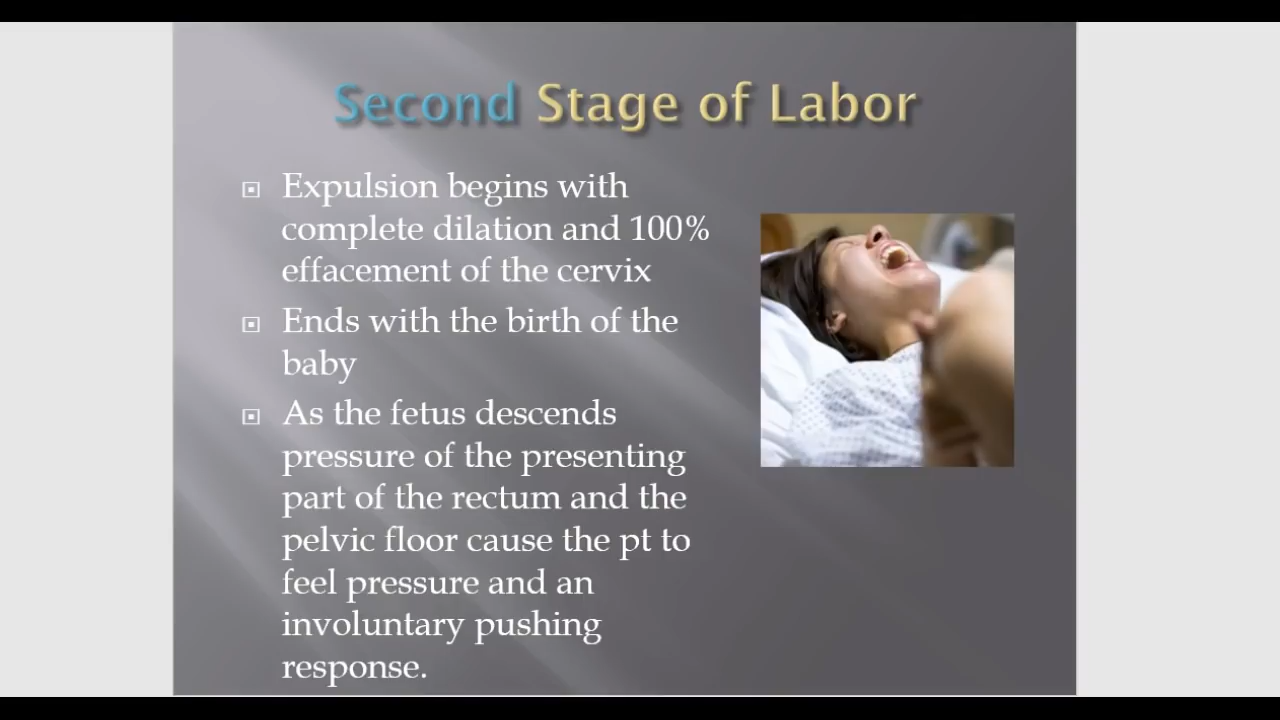 Second Stage of Labor
Expulsion begins with
complete dilation and 100%
effacement of the cervix
Ends with the birth of the
baby
As the fetus descends
pressure of the presenting
part of the rectum and the
pelvic floor cause the pt to
feel pressure and an
involuntary pushing
response.